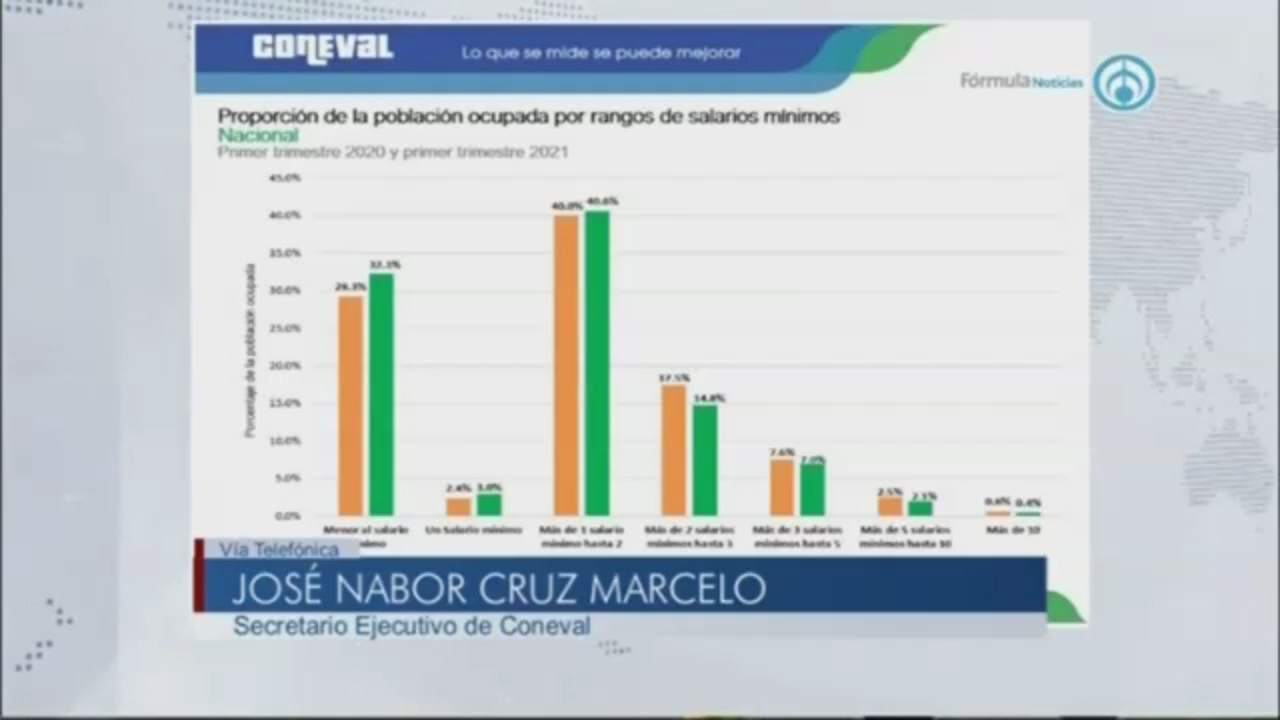 CONEVAL
Lo que se mide se puede mejorar
Fórmula Noticias
Proporción de la población ocupada por rangos de salarios mínimos
Nacional
Primer trimestre 2020 y primer trimestre 2021
Porcentaje de la población ocupada
45.0%
40.0%
35.0%
30.0%
25.0%
20.0%
15.0%
10.0%
5.0%
0.0%
29.3%
32.3%
2.4%
3.0%
40.0%
40.6%
17.5%
14.8%
7.6%
7.0%
2.5%
2.1%
0.6%
0.4%
Menor al salario
Un Salario mínimo
Más de 1 salario
mínimo hasta 2
Más de 2 salarios
mínimos hasta 3
Más de 3 salarios
mínimos hasta 5
Más de 5 salarios
mínimos hasta 10
Más de 10
Vía Telefónica
JOSÉ NABOR CRUZ MARCELO
Secretario Ejecutivo de Coneval